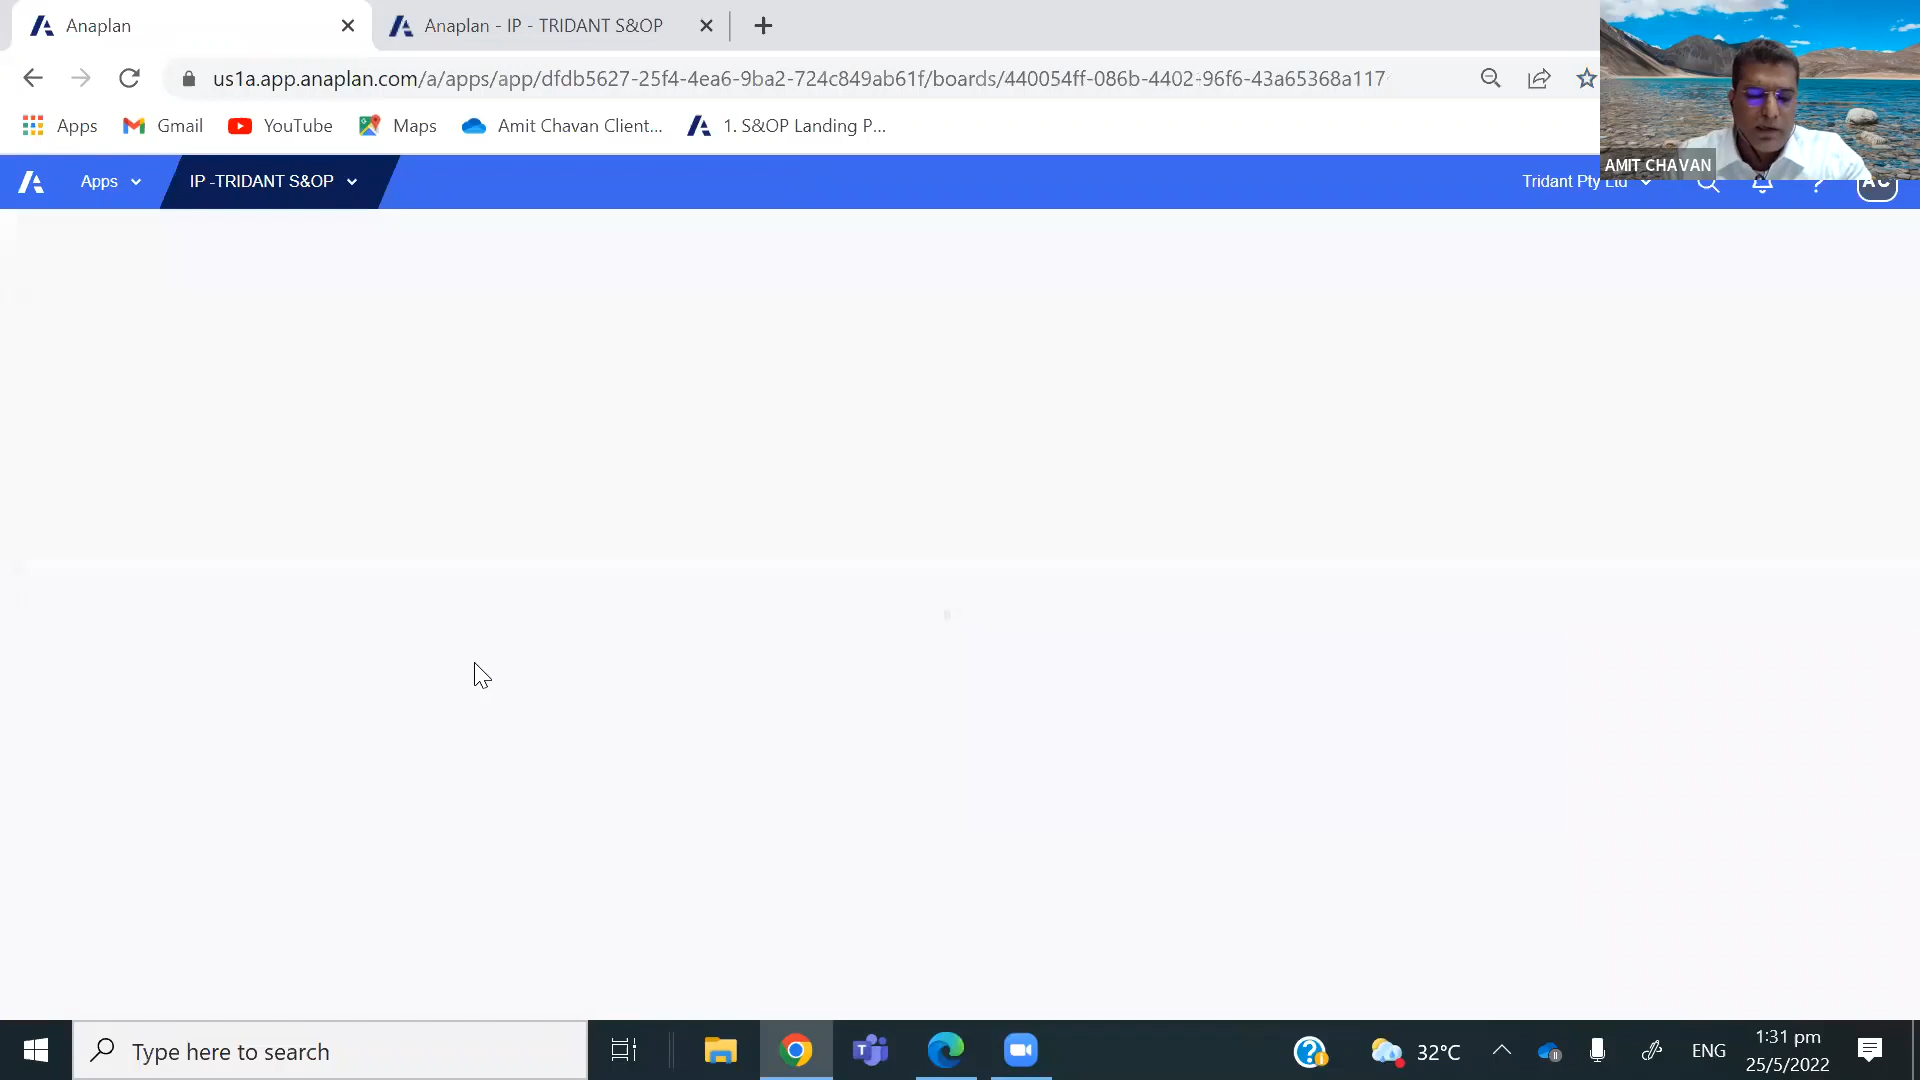 Anaplan
Anaplan - IP - TRIDANT S&OP
us1a.app.anaplan.com/a/apps/app/dfdb5627-25f4-4ea6-9ba2-724c849ab61f/boards/440054ff-086b-4402-96f6-43a65368a117
Apps
Gmail
YouTube
Maps
Amit Chavan Client...
1. S&OP Landing P...
AMIT CHAVAN
Apps
IP -TRIDANT S&OP
Tridant Pty Ltd
AC
Type here to search
32°C
ENG
1:31 pm
25/5/2022